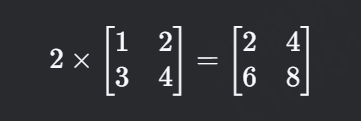 2 × [1 2; 3 4] = [2 4; 6 8]